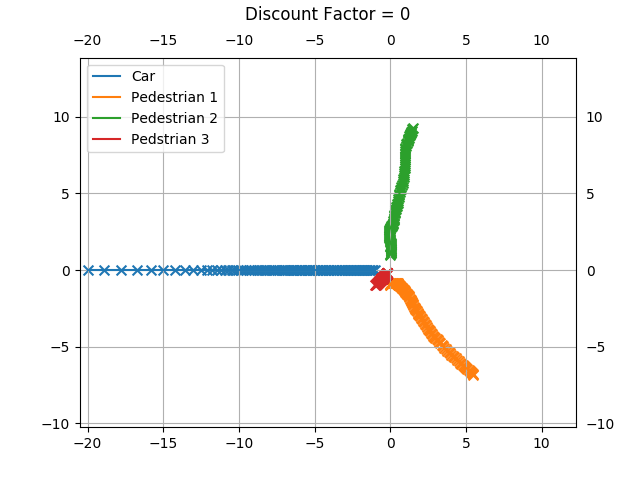 Discount Factor = 0
−20 −15 −10 −5 0 5 10
Car
Pedestrian 1
Pedestrian 2
Pedstrian 3
10 10
5 5
0 0
−5 −5
−10 −10
−20 −15 −10 −5 0 5 10